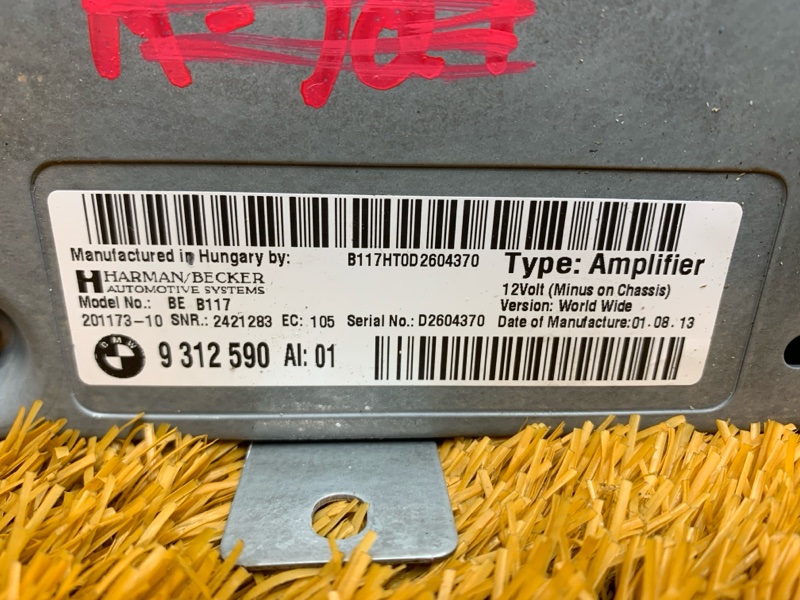 Manufactured in Hungary by:
B117HT0D2604370
Type: Amplifier
HARMAN/BECKER
AUTOMOTIVE SYSTEMS
12Volt (Minus on Chassis)
Model No.: BE B117
Version: World Wide
201173-10 SNR.: 2421283 EC: 105 Serial No.: D2604370 Date of Manufacture: 01.08.13
BMW
9 312 590 AI: 01